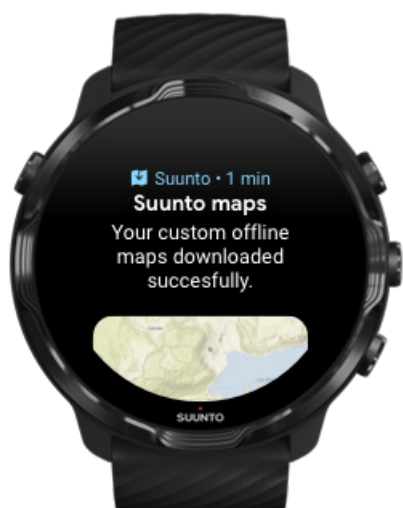 Suunto • 1 min
Suunto maps
Your custom offline
maps downloaded
succesfully.
SUUNTO